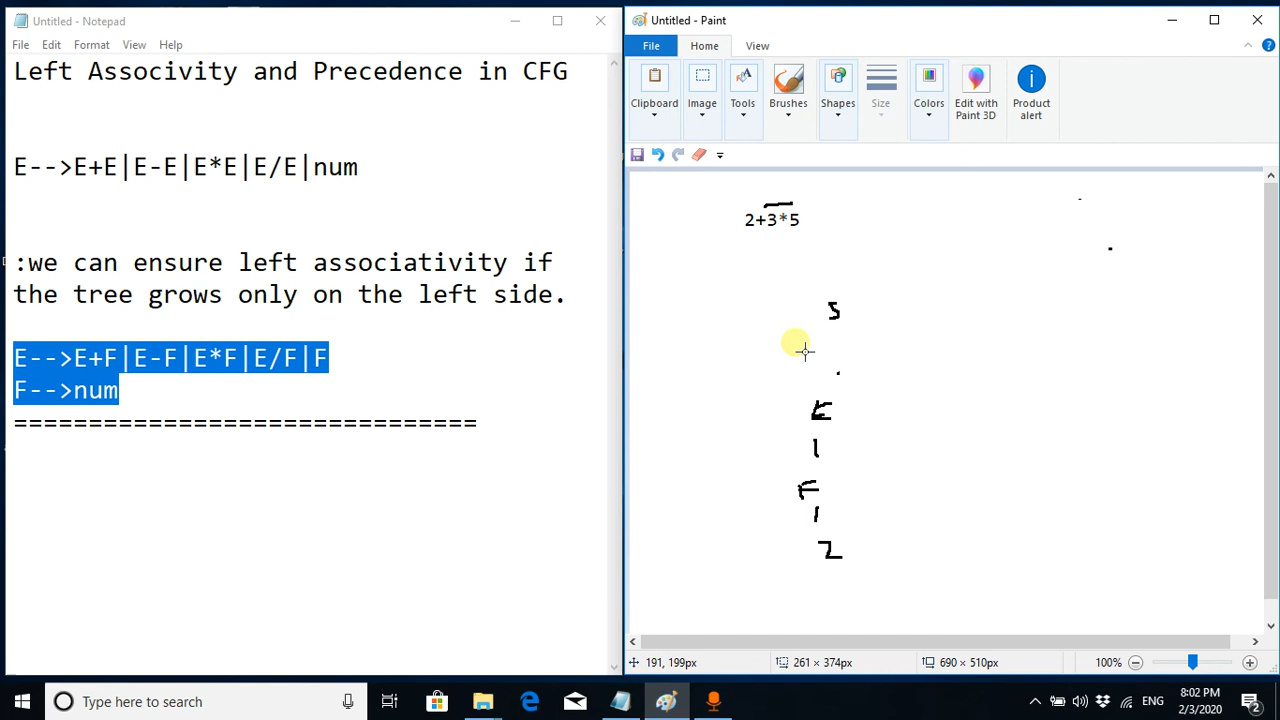 Untitled - Notepad
File Edit Format View Help
Left Associvity and Precedence in CFG
E-->E+E|E-E|E*E|E/E|num
:we can ensure left associativity if
the tree grows only on the left side.
E-->E+F|E-F|E*F|E/F|F
F-->num
===============================
Untitled - Paint
File Home View
Clipboard Image Tools Brushes Shapes Size Colors Edit with Paint 3D Product alert
2+3*5
5
E
F
2
191, 199px 261 × 374px 690 × 510px 100%
Type here to search
ENG 8:02 PM
2/3/2020 2